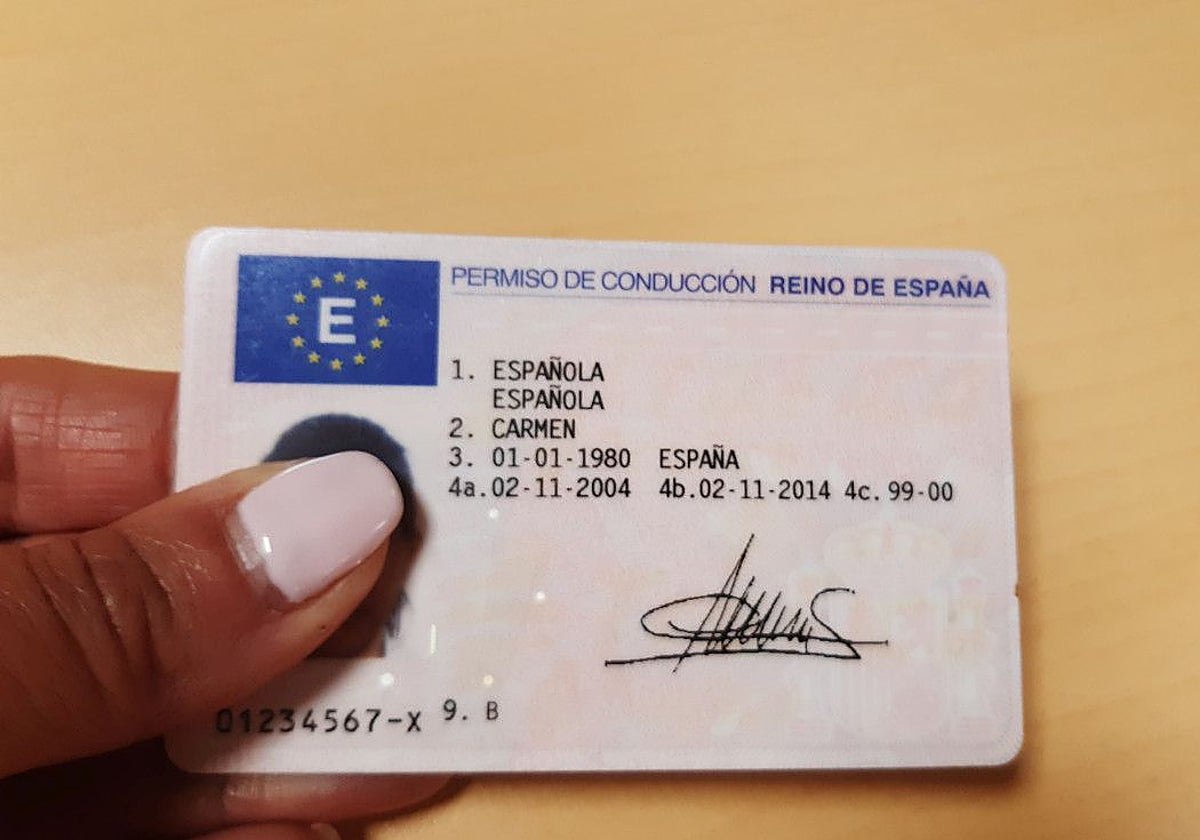 E
PERMISO DE CONDUCCIÓN REINO DE ESPAÑA
1. ESPAÑOLA
ESPAÑOLA
2. CARMEN
3. 01-01-1980 ESPAÑA
4a.02-11-2004 4b.02-11-2014 4c.99-00
01234567-X 9. B